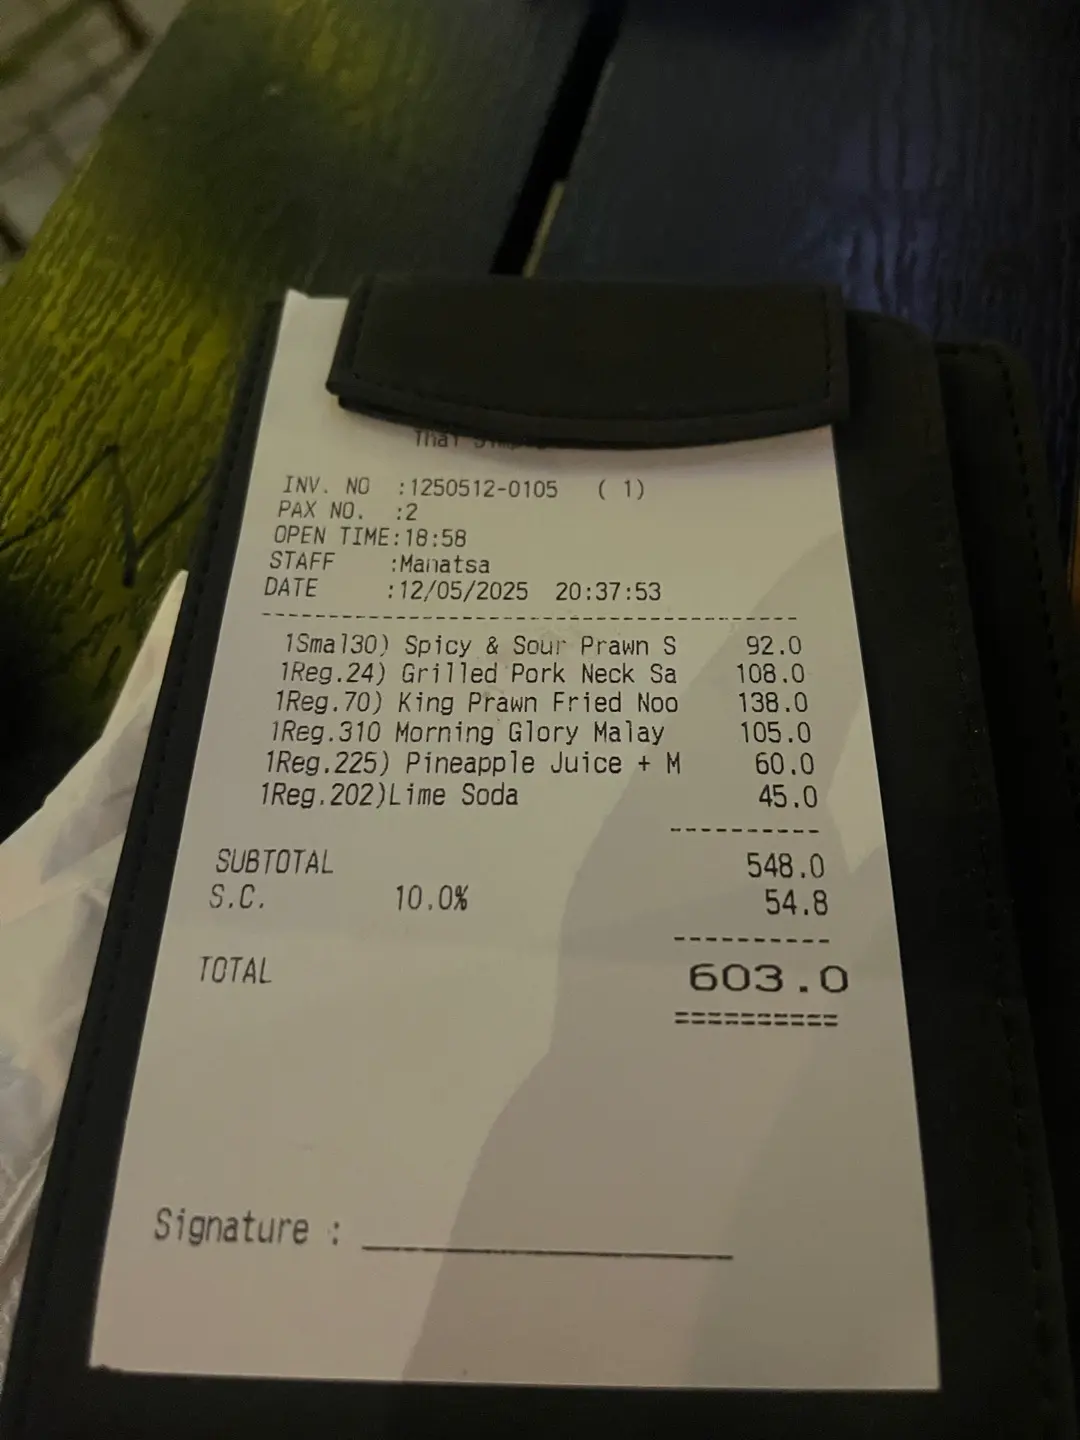 Thai
INV. NO :1250512-0105 ( 1)
PAX NO. :2
OPEN TIME:18:58
STAFF :Manatsa
DATE :12/05/2025 20:37:53
1Smal30) Spicy & Sour Prawn S 92.0
1Reg.24) Grilled Pork Neck Sa 108.0
1Reg.70) King Prawn Fried Noo 138.0
1Reg.310 Morning Glory Malay 105.0
1Reg.225) Pineapple Juice + M 60.0
1Reg.202)Lime Soda 45.0
SUBTOTAL 548.0
S.C. 10.0% 54.8
TOTAL 603.0
Signature :